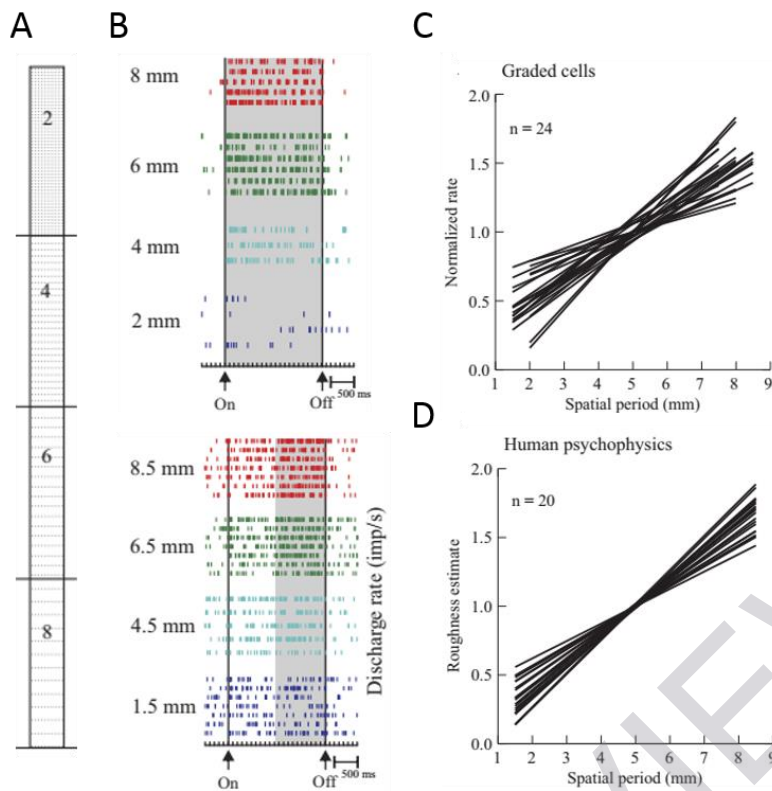 A
2
4
6
8
B
8 mm
6 mm
4 mm
2 mm
On
Off
500 ms
8.5 mm
6.5 mm
4.5 mm
1.5 mm
On
Off
500 ms
Discharge rate (imp/s)
C
Graded cells
n = 24
2.0
1.5
1.0
0.5
0.0
Normalized rate
1 2 3 4 5 6 7 8 9
Spatial period (mm)
D
Human psychophysics
n = 20
2.0
1.5
1.0
0.5
0.0
Roughness estimate
1 2 3 4 5 6 7 8 9
Spatial period (mm)